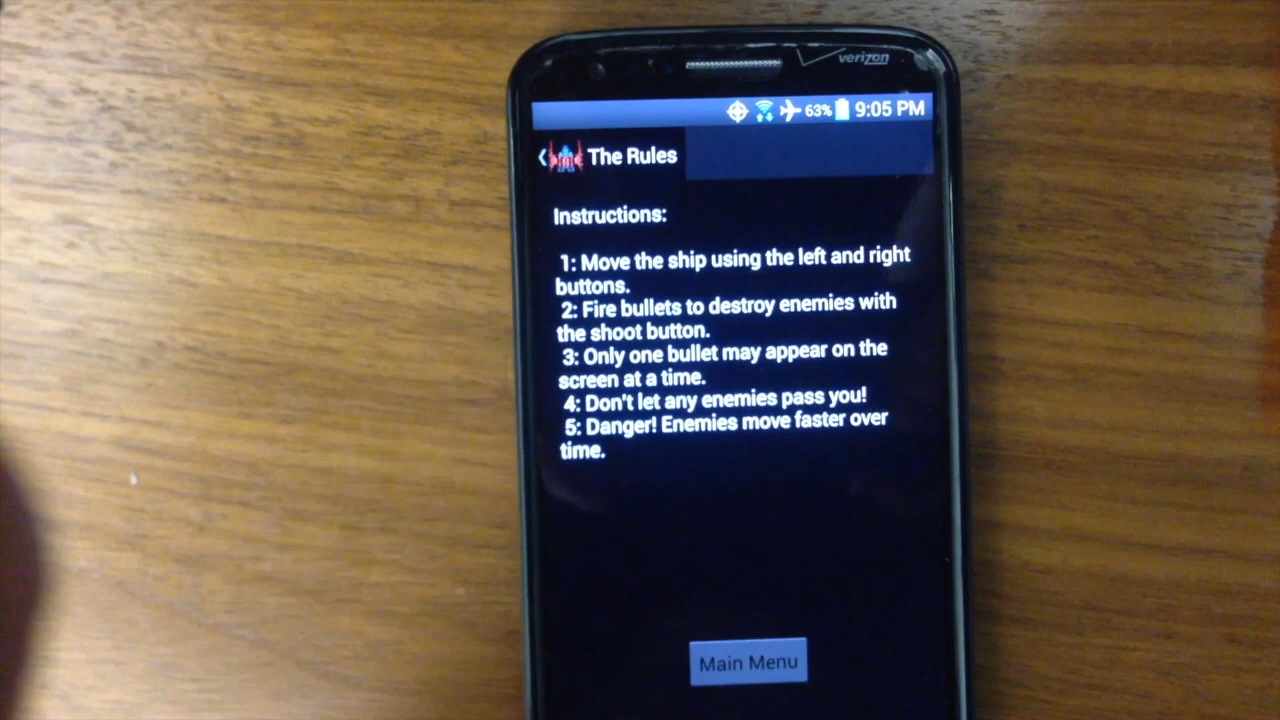 verizon
63% 9:05 PM
The Rules
Instructions:
1: Move the ship using the left and right
buttons.
2: Fire bullets to destroy enemies with
the shoot button.
3: Only one bullet may appear on the
screen at a time.
4: Don't let any enemies pass you!
5: Danger! Enemies move faster over
time.
Main Menu